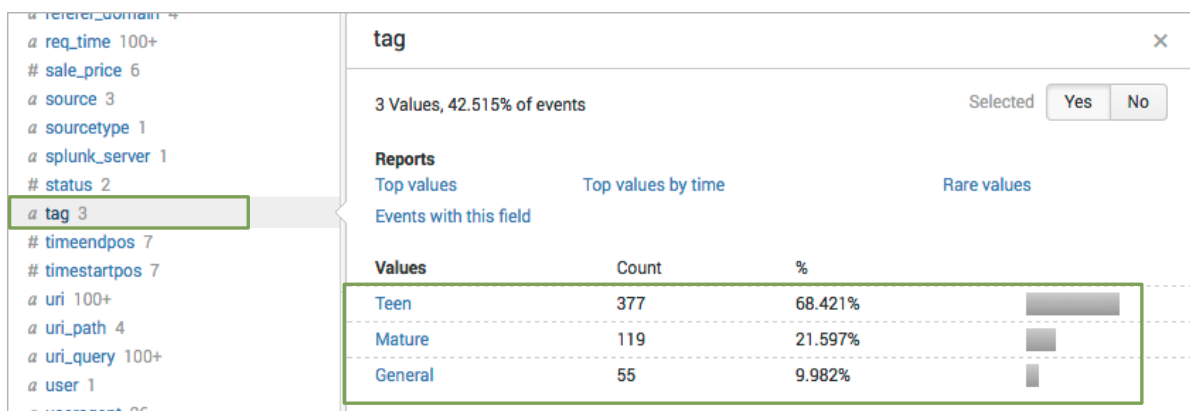 a req_time 100+
# sale_price 6
a source 3
a sourcetype 1
a splunk_server 1
# status 2
a tag 3
# timeendpos 7
# timestartpos 7
a uri 100+
a uri_path 4
a uri_query 100+
a user 1
tag ×
3 Values, 42.515% of events Selected Yes No
Reports
Top values Top values by time Rare values
Events with this field
Values Count %
Teen 377 68.421%
Mature 119 21.597%
General 55 9.982%